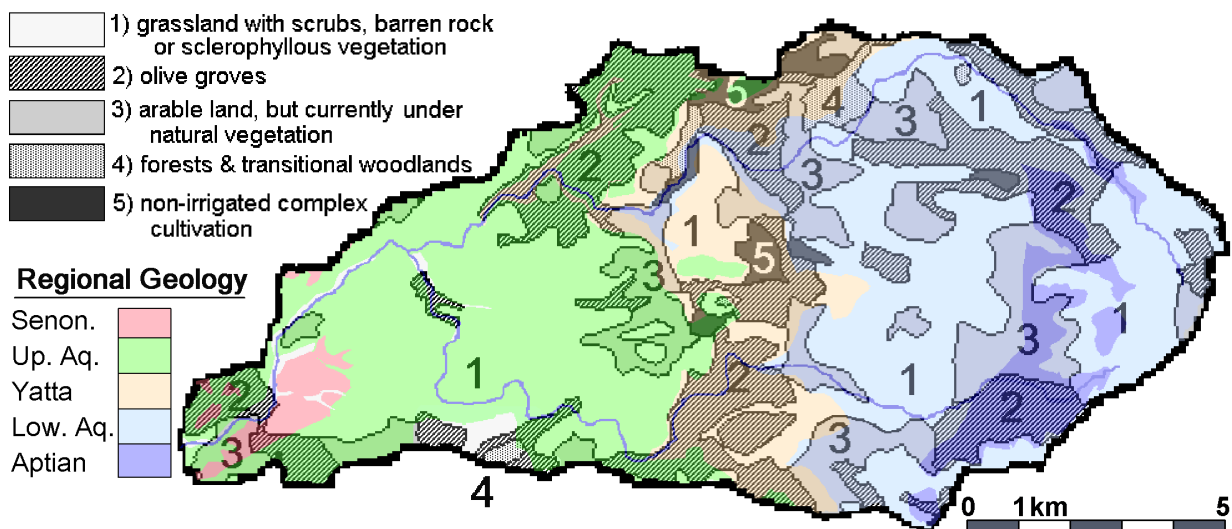 1) grassland with scrubs, barren rock
or sclerophyllous vegetation
2) olive groves
3) arable land, but currently under
natural vegetation
4) forests & transitional woodlands
5) non-irrigated complex
cultivation
Regional Geology
Senon.
Up. Aq.
Yatta
Low. Aq.
Aptian
5
4
1
3
2
2
3
2
1
5
3
1
3
1
1
2
2
2
3
3
4
0 1 km 5